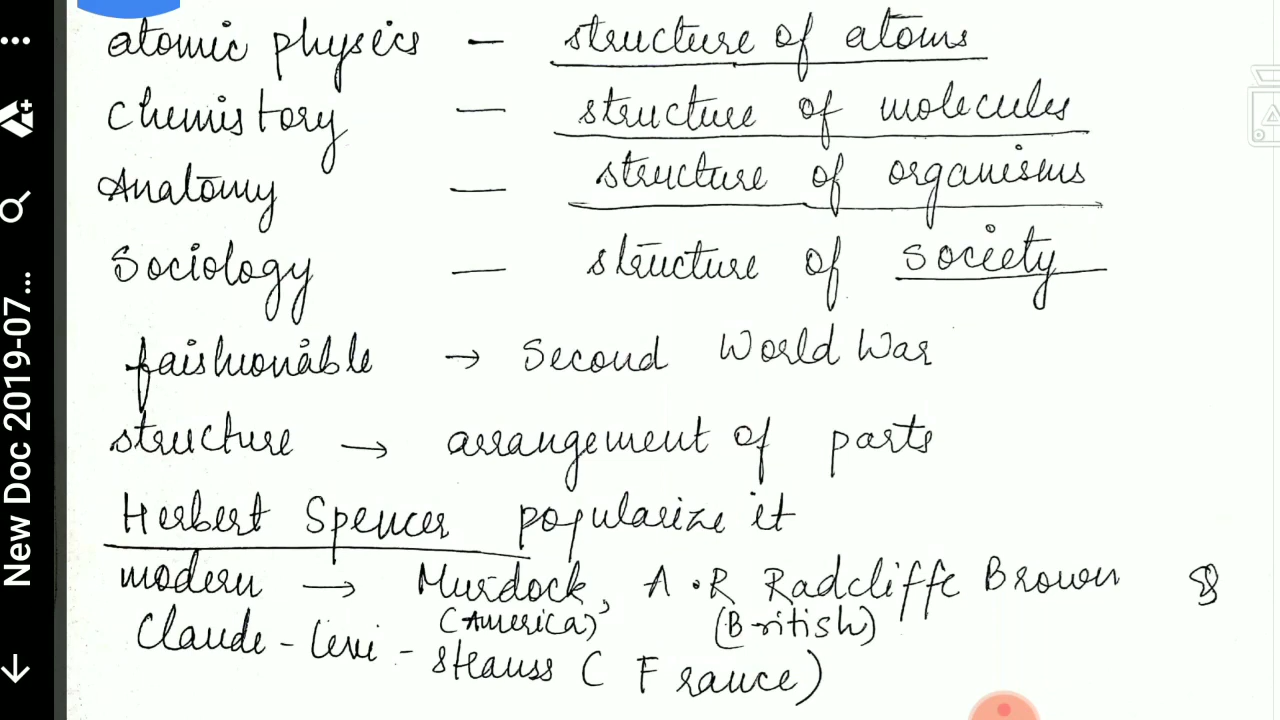 atomic physics — structure of atoms
Chemistory — structure of molecules
Anatomy — structure of organisms
Sociology — structure of society
faishionable → Second World War
structure → arrangement of parts
Herbert Spencer popularize it
modern → Murdock, A.R Radcliffe Brown &
(America) (British)
Claude-Levi-Strauss (France)
New Doc 2019-07...